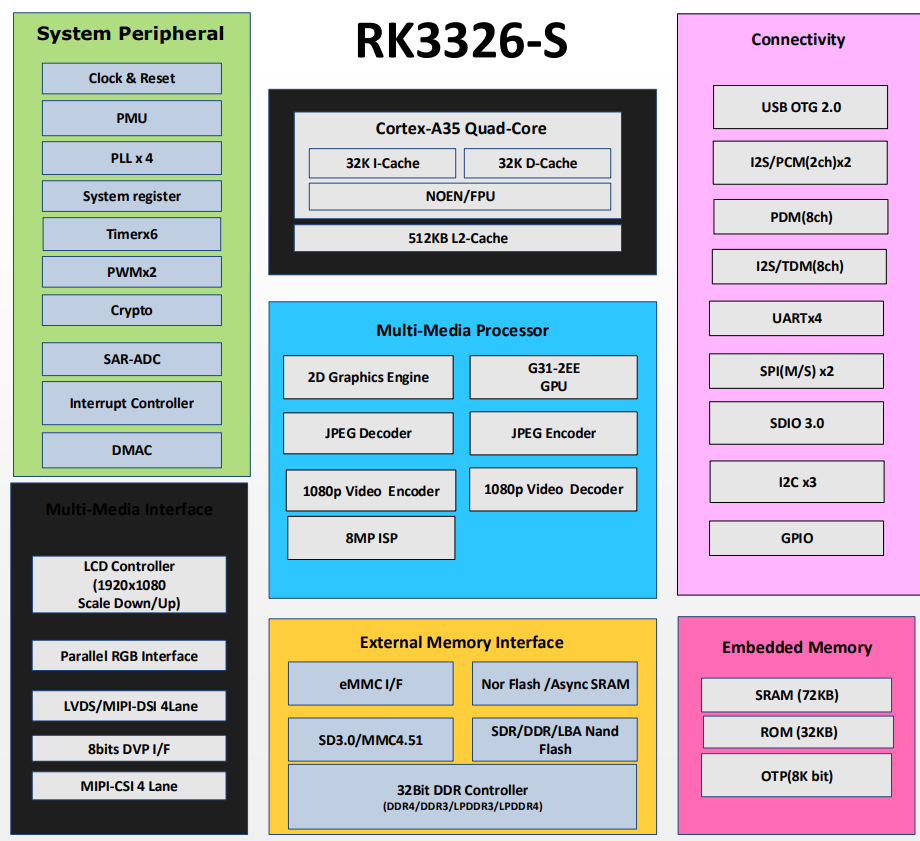 System Peripheral
Clock & Reset
PMU
PLL x 4
System register
Timerx6
PWMx2
Crypto
SAR-ADC
Interrupt Controller
DMAC
Multi-Media Interface
LCD Controller
(1920x1080
Scale Down/Up)
Parallel RGB Interface
LVDS/MIPI-DSI 4Lane
8bits DVP I/F
MIPI-CSI 4 Lane
RK3326-S
Cortex-A35 Quad-Core
32K I-Cache
32K D-Cache
NOEN/FPU
512KB L2-Cache
Multi-Media Processor
2D Graphics Engine
G31-2EE
GPU
JPEG Decoder
JPEG Encoder
1080p Video Encoder
1080p Video Decoder
8MP ISP
External Memory Interface
eMMC I/F
Nor Flash /Async SRAM
SD3.0/MMC4.51
SDR/DDR/LBA Nand
Flash
32Bit DDR Controller
(DDR4/DDR3/LPDDR3/LPDDR4)
Connectivity
USB OTG 2.0
I2S/PCM(2ch)x2
PDM(8ch)
I2S/TDM(8ch)
UARTx4
SPI(M/S) x2
SDIO 3.0
I2C x3
GPIO
Embedded Memory
SRAM (72KB)
ROM (32KB)
OTP(8K bit)